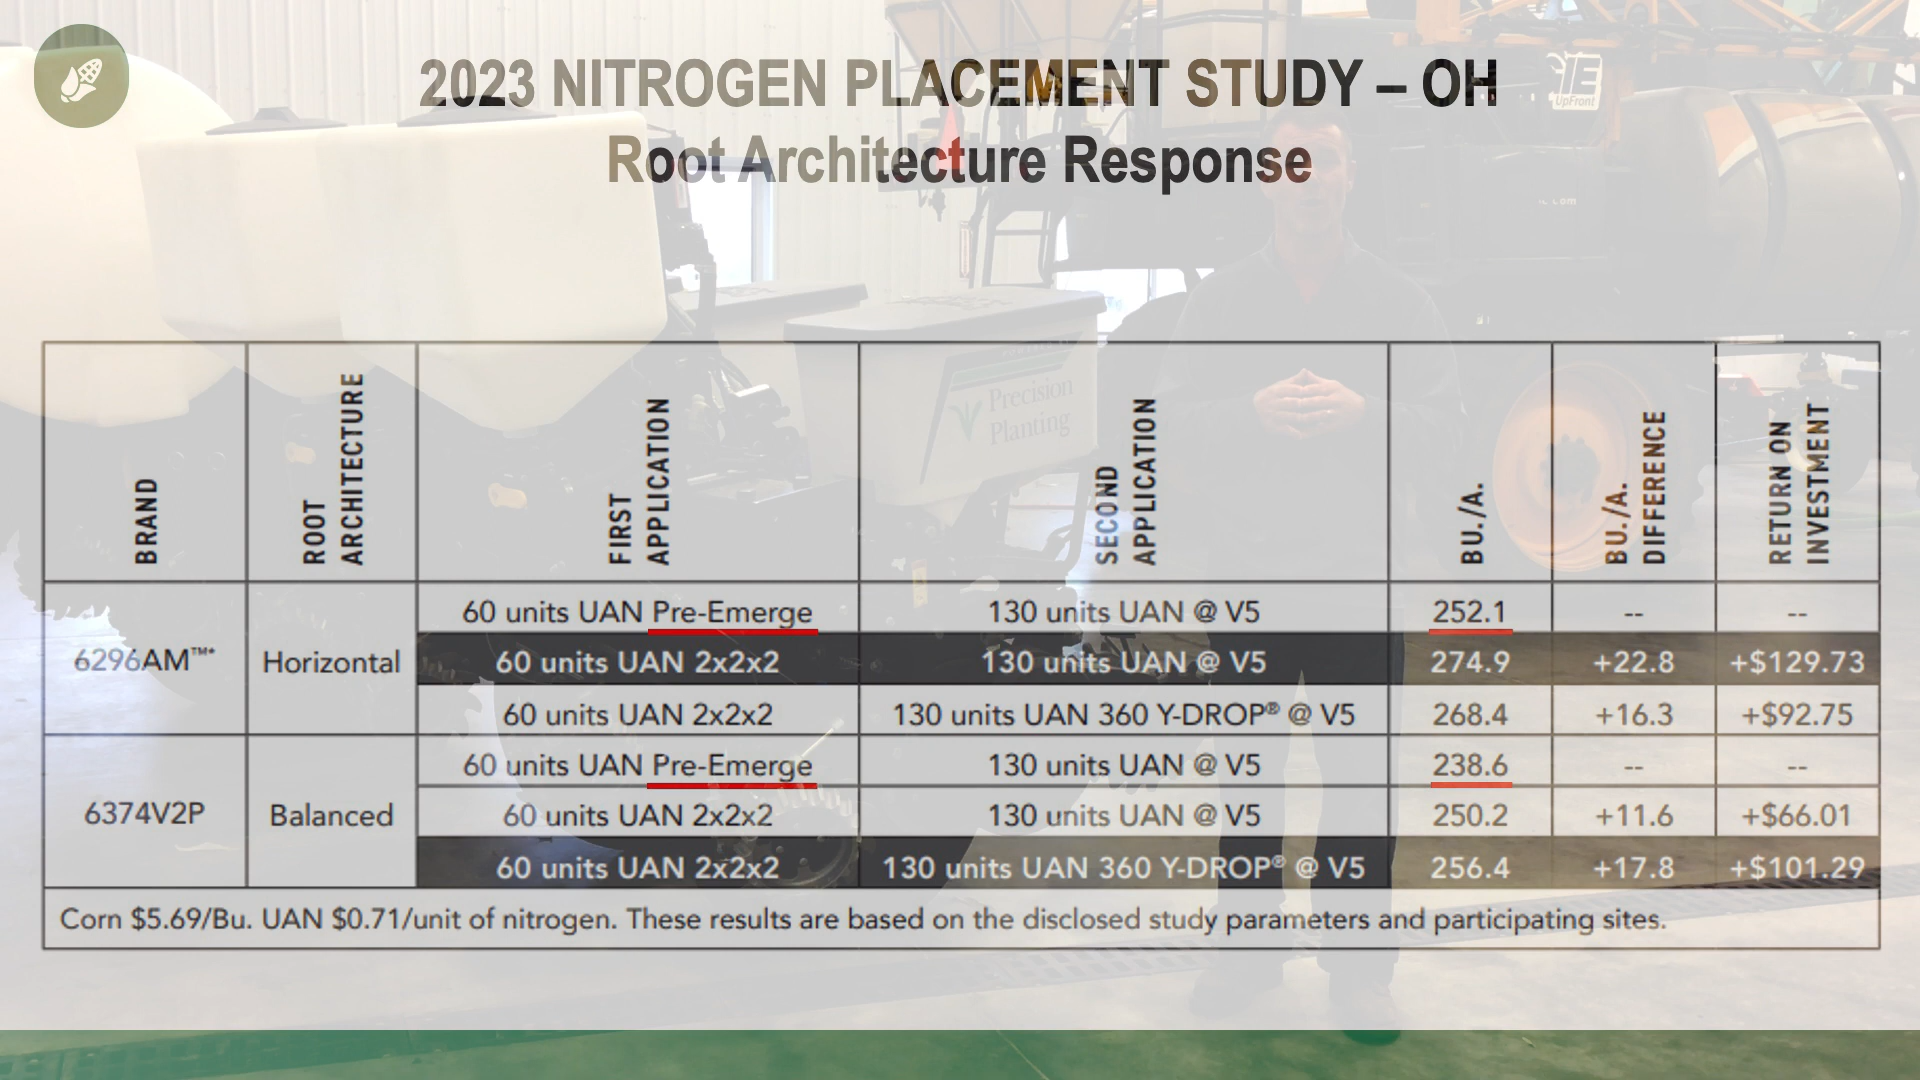 2023 NITROGEN PLACEMENT STUDY – OH
Root Architecture Response
UpFront
Precision
Planting
BRAND
ROOT
ARCHITECTURE
FIRST
APPLICATION
SECOND
APPLICATION
BU./A.
BU./A.
DIFFERENCE
RETURN ON
INVESTMENT
60 units UAN Pre-Emerge 130 units UAN @ V5 252.1 -- --
6296AM™* Horizontal 60 units UAN 2x2x2 130 units UAN @ V5 274.9 +22.8 +$129.73
60 units UAN 2x2x2 130 units UAN 360 Y-DROP® @ V5 268.4 +16.3 +$92.75
60 units UAN Pre-Emerge 130 units UAN @ V5 238.6 -- --
6374V2P Balanced 60 units UAN 2x2x2 130 units UAN @ V5 250.2 +11.6 +$66.01
60 units UAN 2x2x2 130 units UAN 360 Y-DROP® @ V5 256.4 +17.8 +$101.29
Corn $5.69/Bu. UAN $0.71/unit of nitrogen. These results are based on the disclosed study parameters and participating sites.